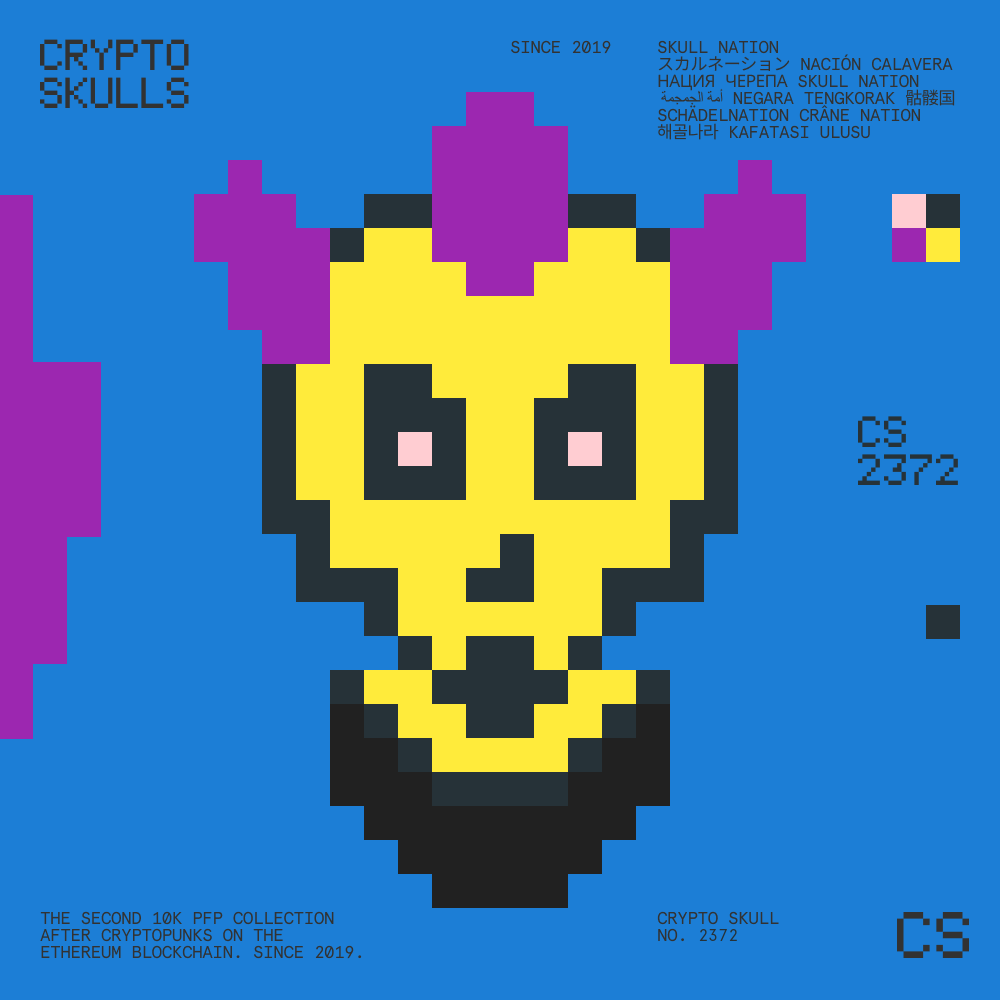 CRYPTO
SKULLS
SINCE 2019
SKULL NATION
スカルネーション NACIÓN CALAVERA
НАЦИЯ ЧЕРЕПА SKULL NATION
أمة الجمجمة NEGARA TENGKORAK 骷髅国
SCHÄDELNATION CRÂNE NATION
해골나라 KAFATASI ULUSU
CS
2372
THE SECOND 10K PFP COLLECTION
AFTER CRYPTOPUNKS ON THE
ETHEREUM BLOCKCHAIN. SINCE 2019.
CRYPTO SKULL
NO. 2372
CS